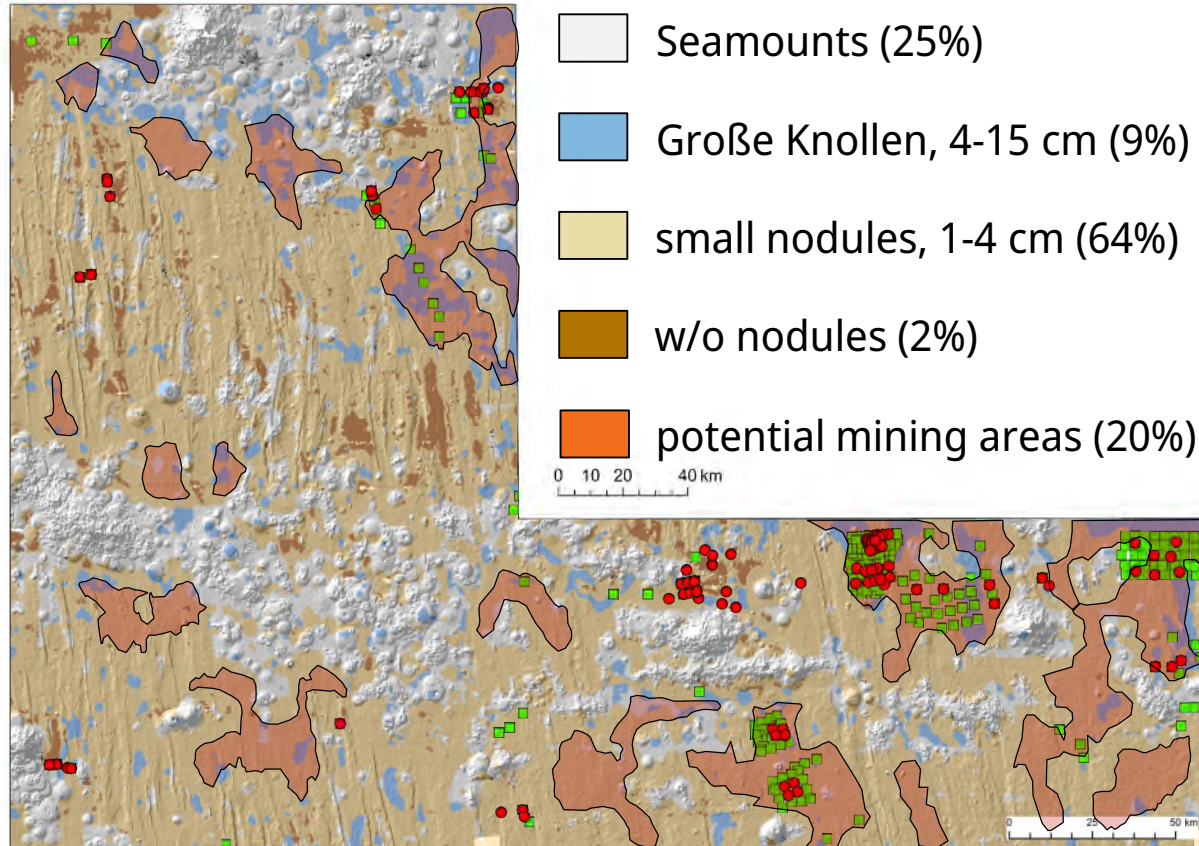 Seamounts (25%)
Große Knollen, 4-15 cm (9%)
small nodules, 1-4 cm (64%)
w/o nodules (2%)
potential mining areas (20%)
0 10 20 40 km
0 25 50 km